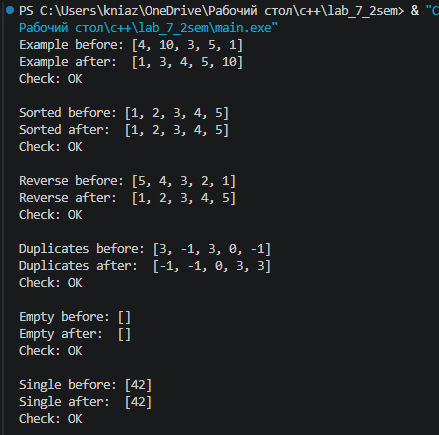 PS C:\Users\kniaz\OneDrive\Рабочий стол\c++\lab_7_2sem> & "C
Рабочий стол\c++\lab_7_2sem\main.exe"
Example before: [4, 10, 3, 5, 1]
Example after:  [1, 3, 4, 5, 10]
Check: OK

Sorted before: [1, 2, 3, 4, 5]
Sorted after:  [1, 2, 3, 4, 5]
Check: OK

Reverse before: [5, 4, 3, 2, 1]
Reverse after:  [1, 2, 3, 4, 5]
Check: OK

Duplicates before: [3, -1, 3, 0, -1]
Duplicates after:  [-1, -1, 0, 3, 3]
Check: OK

Empty before: []
Empty after:  []
Check: OK

Single before: [42]
Single after:  [42]
Check: OK